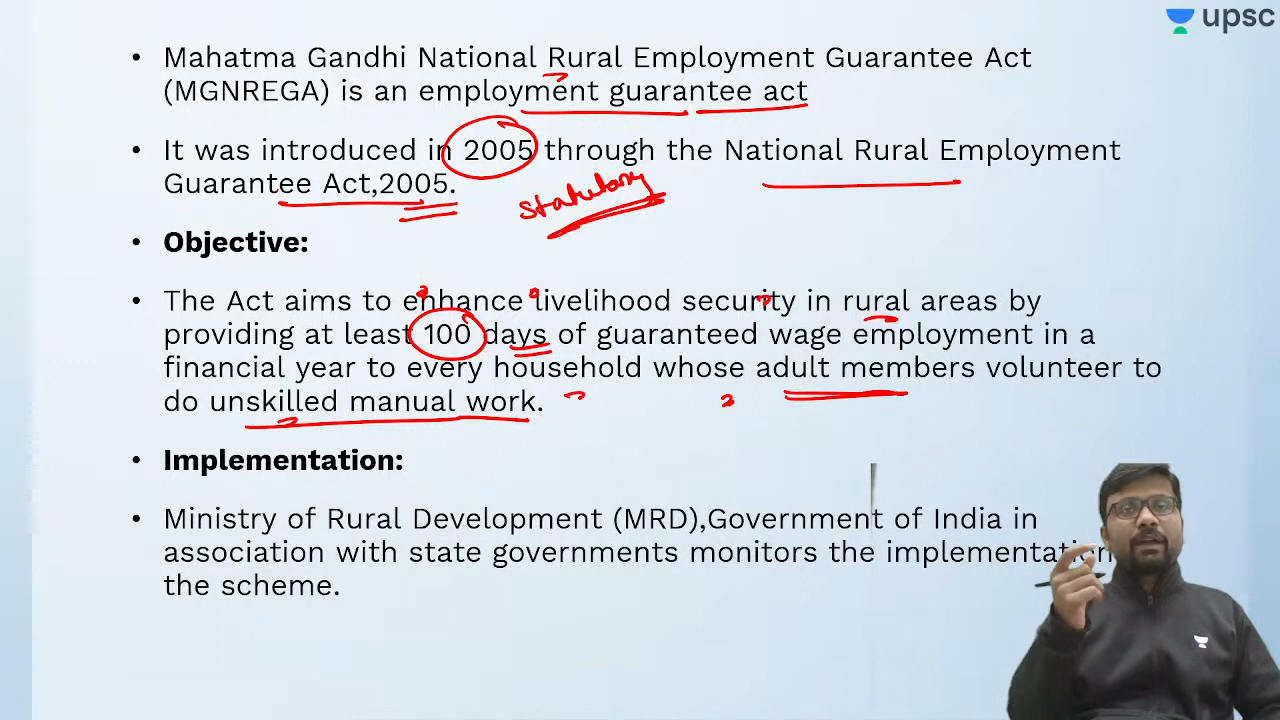 upsc
• Mahatma Gandhi National Rural Employment Guarantee Act
(MGNREGA) is an employment guarantee act
• It was introduced in 2005 through the National Rural Employment
Guarantee Act,2005.
statutory
• Objective:
• The Act aims to enhance livelihood security in rural areas by
providing at least 100 days of guaranteed wage employment in a
financial year to every household whose adult members volunteer to
do unskilled manual work.
• Implementation:
• Ministry of Rural Development (MRD),Government of India in
association with state governments monitors the implementation
the scheme.